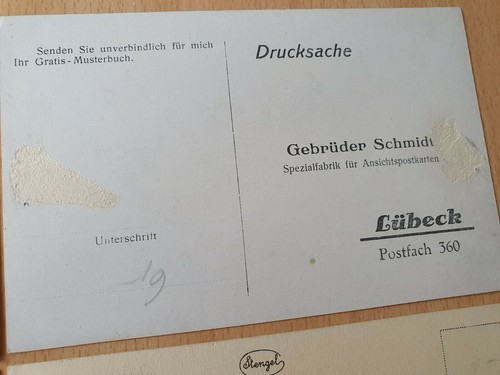 Senden Sie unverbindlich für mich
Ihr Gratis-Musterbuch.
Unterschrift
19
Drucksache
Gebrüder Schmidt
Spezialfabrik für Ansichtspostkarten
Lübeck
Postfach 360
Stengel